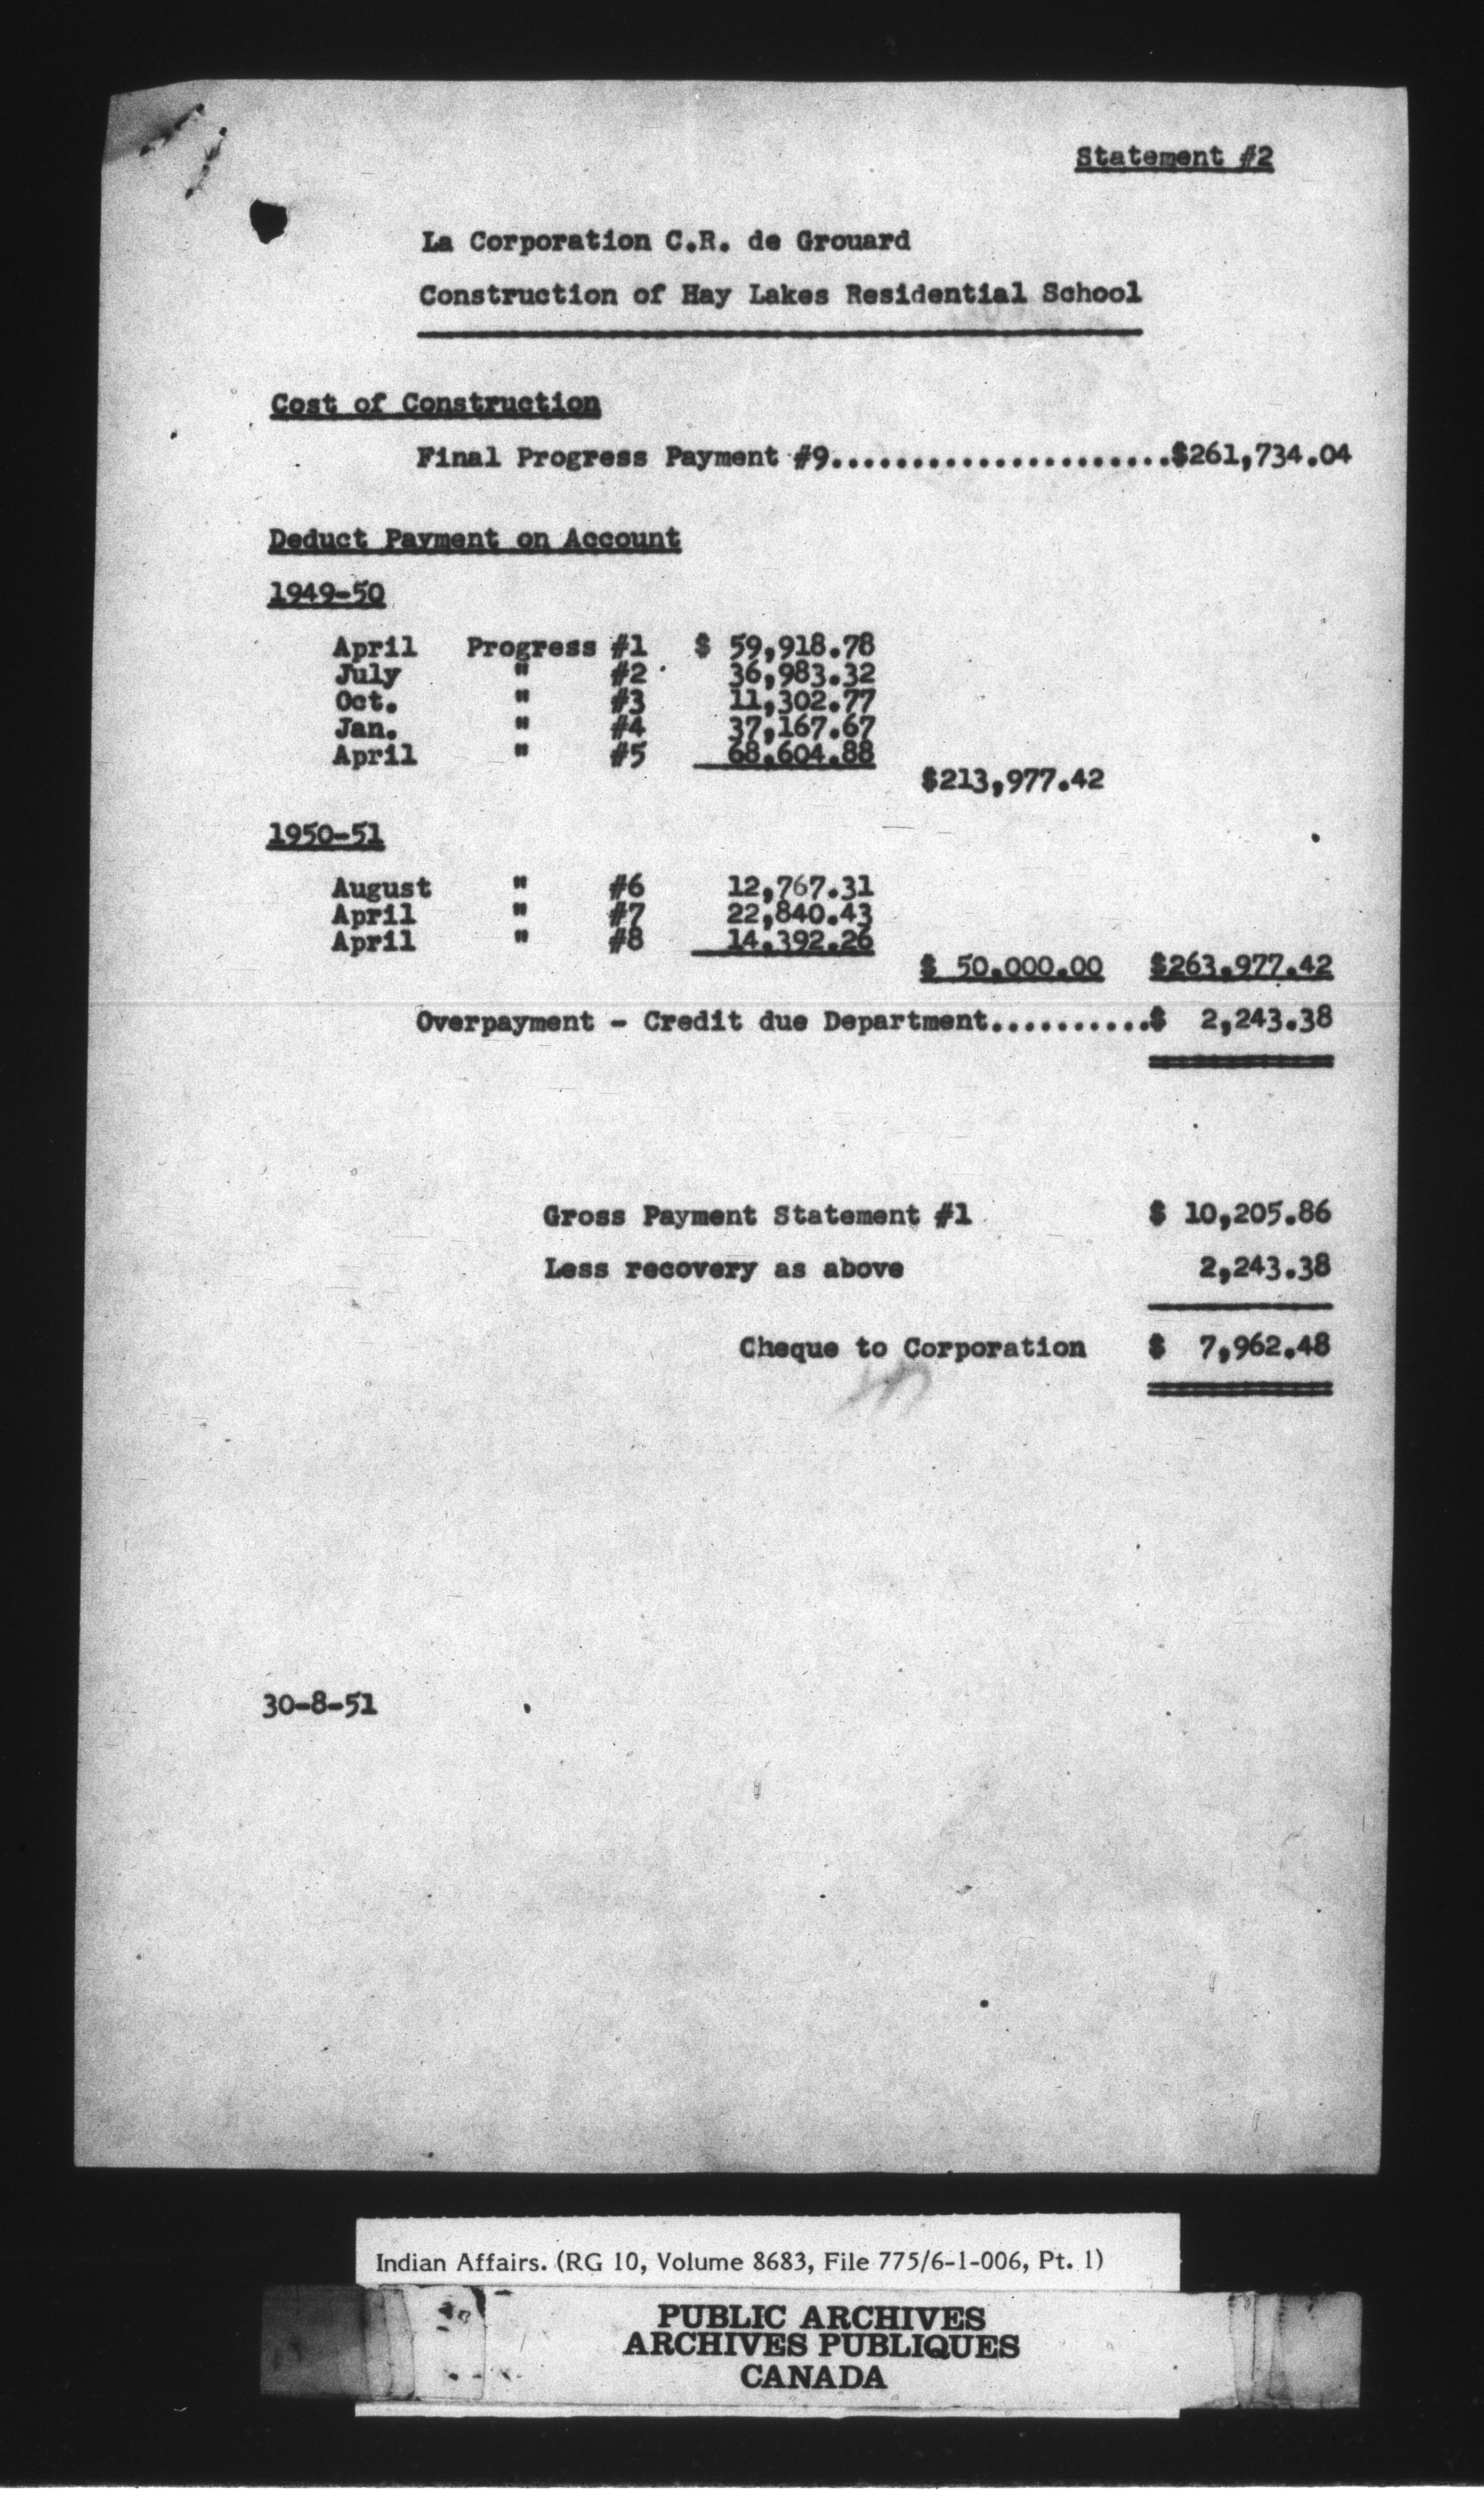 Statement #2
La Corporation C.R. de Grouard
Construction of Hay Lakes Residential School
Cost of Construction
Final Progress Payment #9.....................$261,734.04
Deduct Payment on Account
1949-50
April Progress #1 $ 59,918.78
July " #2 36,983.32
Oct. " #3 11,302.77
Jan. " #4 37,167.67
April " #5 68,604.88
$213,977.42
1950-51
August " #6 12,767.31
April " #7 22,840.43
April " #8 14,392.26
$ 50,000.00 $263,977.42
Overpayment - Credit due Department..........$ 2,243.38
Gross Payment Statement #1 $ 10,205.86
Less recovery as above 2,243.38
Cheque to Corporation $ 7,962.48
30-8-51
Indian Affairs. (RG 10, Volume 8683, File 775/6-1-006, Pt. 1)
PUBLIC ARCHIVES
ARCHIVES PUBLIQUES
CANADA